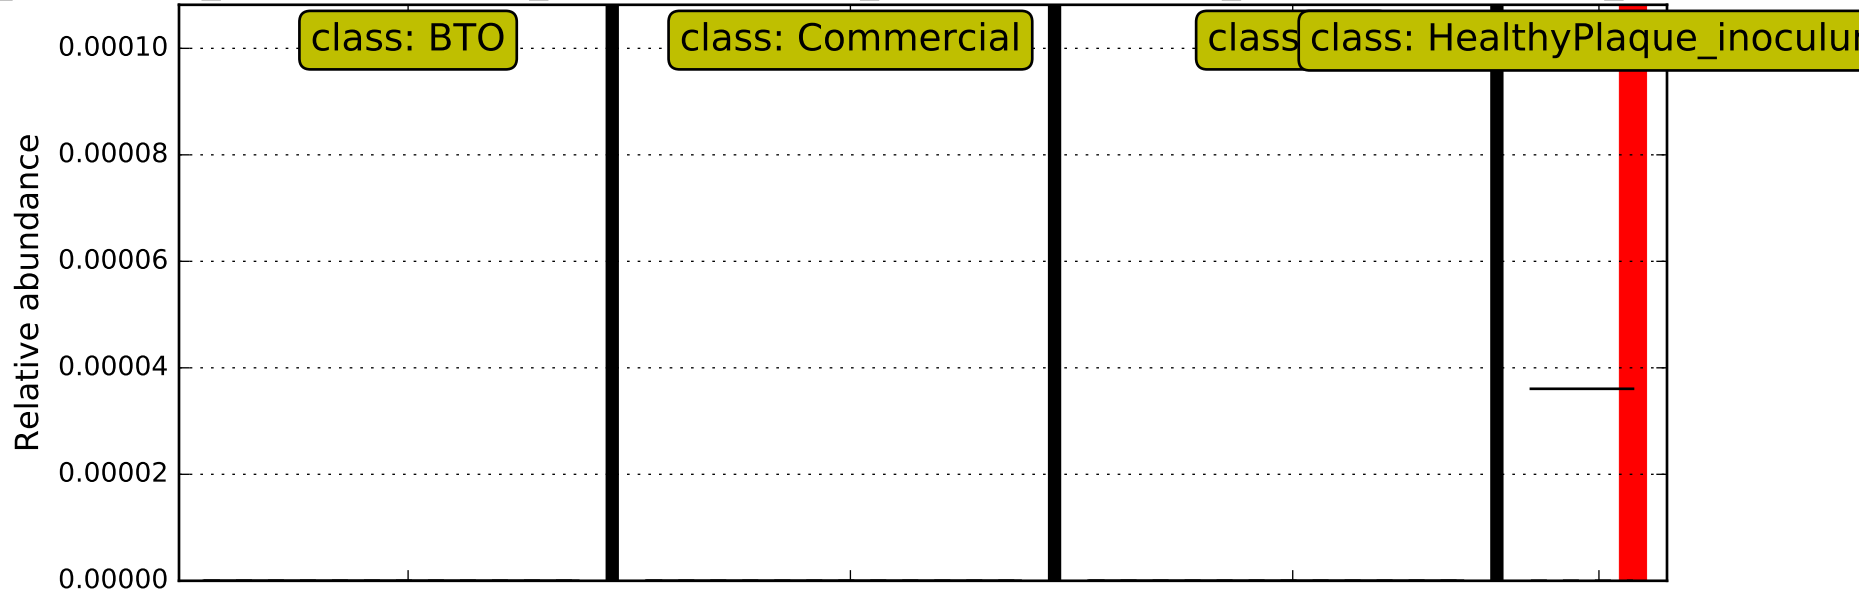 0.00010
0.00008
0.00006
0.00004
0.00002
0.00000
Relative abundance
class: BTO
class: Commercial
class
class: HealthyPlaque_inoculu